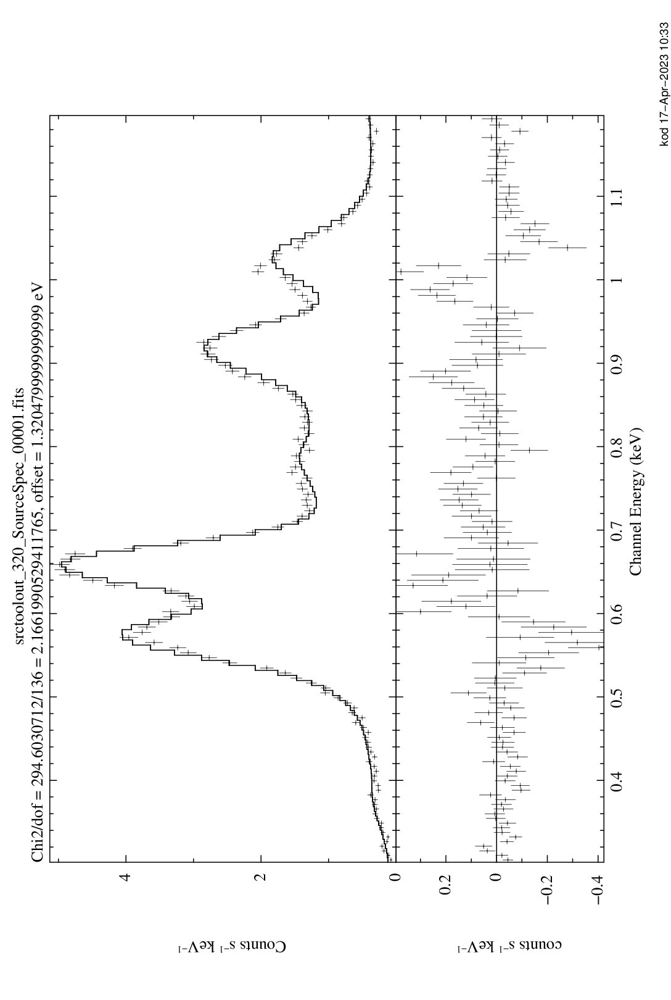 srctoolout_320_SourceSpec_00001.fits
Chi2/dof = 294.6030712/136 = 2.1661990529411765, offset = 1.3204799999999999 eV
Counts s⁻¹ keV⁻¹
4
2
0
counts s⁻¹ keV⁻¹
0.2
0
−0.2
−0.4
0.4
0.5
0.6
0.7
0.8
0.9
1
1.1
Channel Energy (keV)
kod 17−Apr−2023 10:33